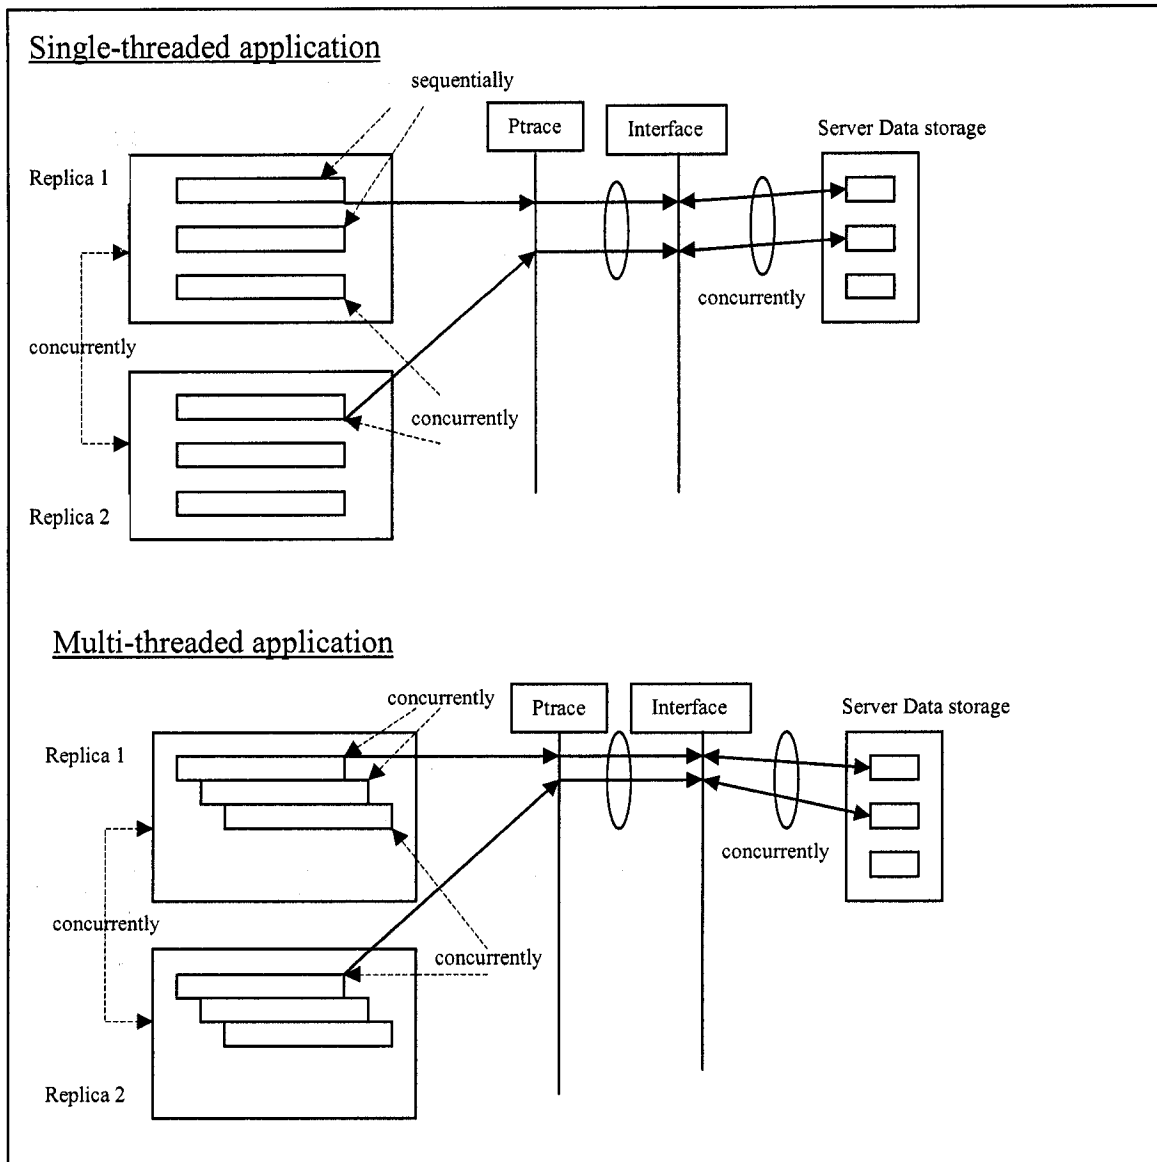 Single-threaded application
sequentially
Ptrace
Interface
Server Data storage
Replica 1
concurrently
concurrently
concurrently
Replica 2
Multi-threaded application
concurrently
Ptrace
Interface
Server Data storage
Replica 1
concurrently
concurrently
concurrently
Replica 2